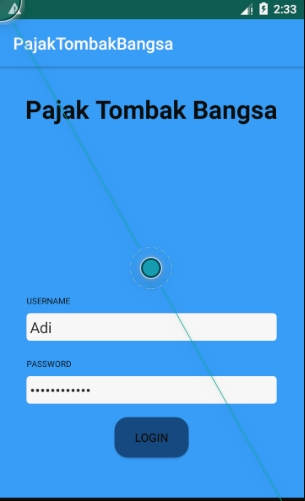 2:33
PajakTombakBangsa
Pajak Tombak Bangsa
USERNAME
Adi
PASSWORD
••••••••••••
LOGIN